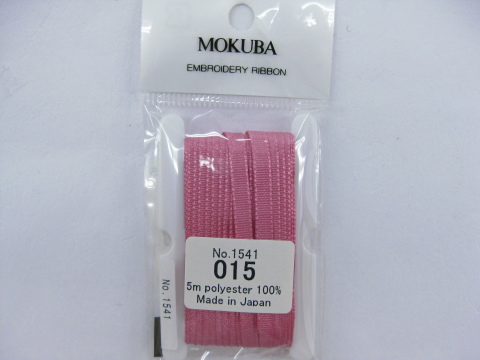 MOKUBA
EMBROIDERY RIBBON
No.1541
015
5m polyester 100%
Made in Japan
No.1541